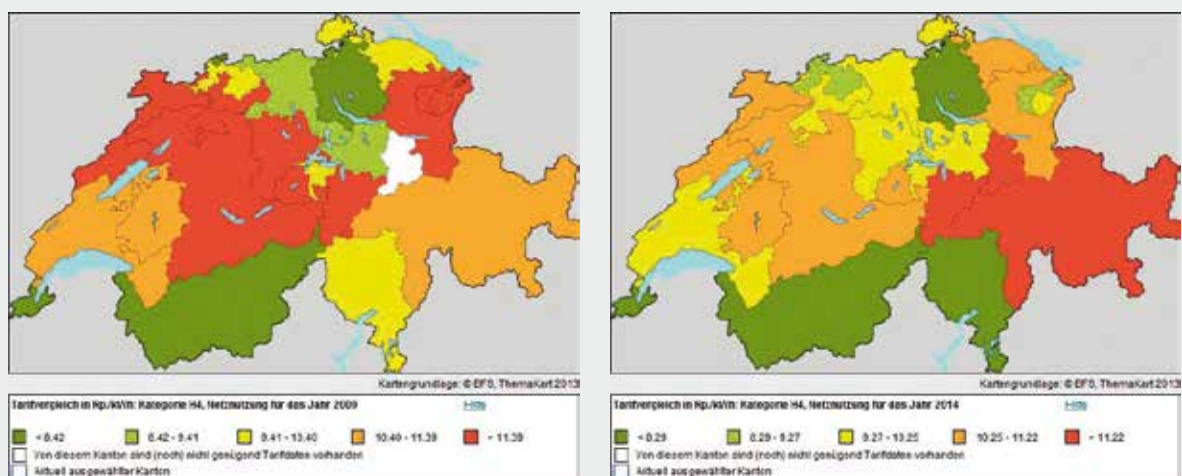 Kartengrundlage: © BFS, ThemaKart 2013
Tarifvergleich in Rp./kWh: Kategorie H4, Netznutzung für das Jahr 2009 Hilfe
< 8.42 8.42 - 9.41 9.41 - 10.40 10.40 - 11.39 > 11.39
Von diesem Kanton sind (noch) nicht genügend Tarifdaten vorhanden
Aktuell ausgewählter Kanton
Kartengrundlage: © BFS, ThemaKart 2013
Tarifvergleich in Rp./kWh: Kategorie H4, Netznutzung für das Jahr 2014 Hilfe
< 8.29 8.29 - 9.27 9.27 - 10.25 10.25 - 11.22 > 11.22
Von diesem Kanton sind (noch) nicht genügend Tarifdaten vorhanden
Aktuell ausgewählter Kanton